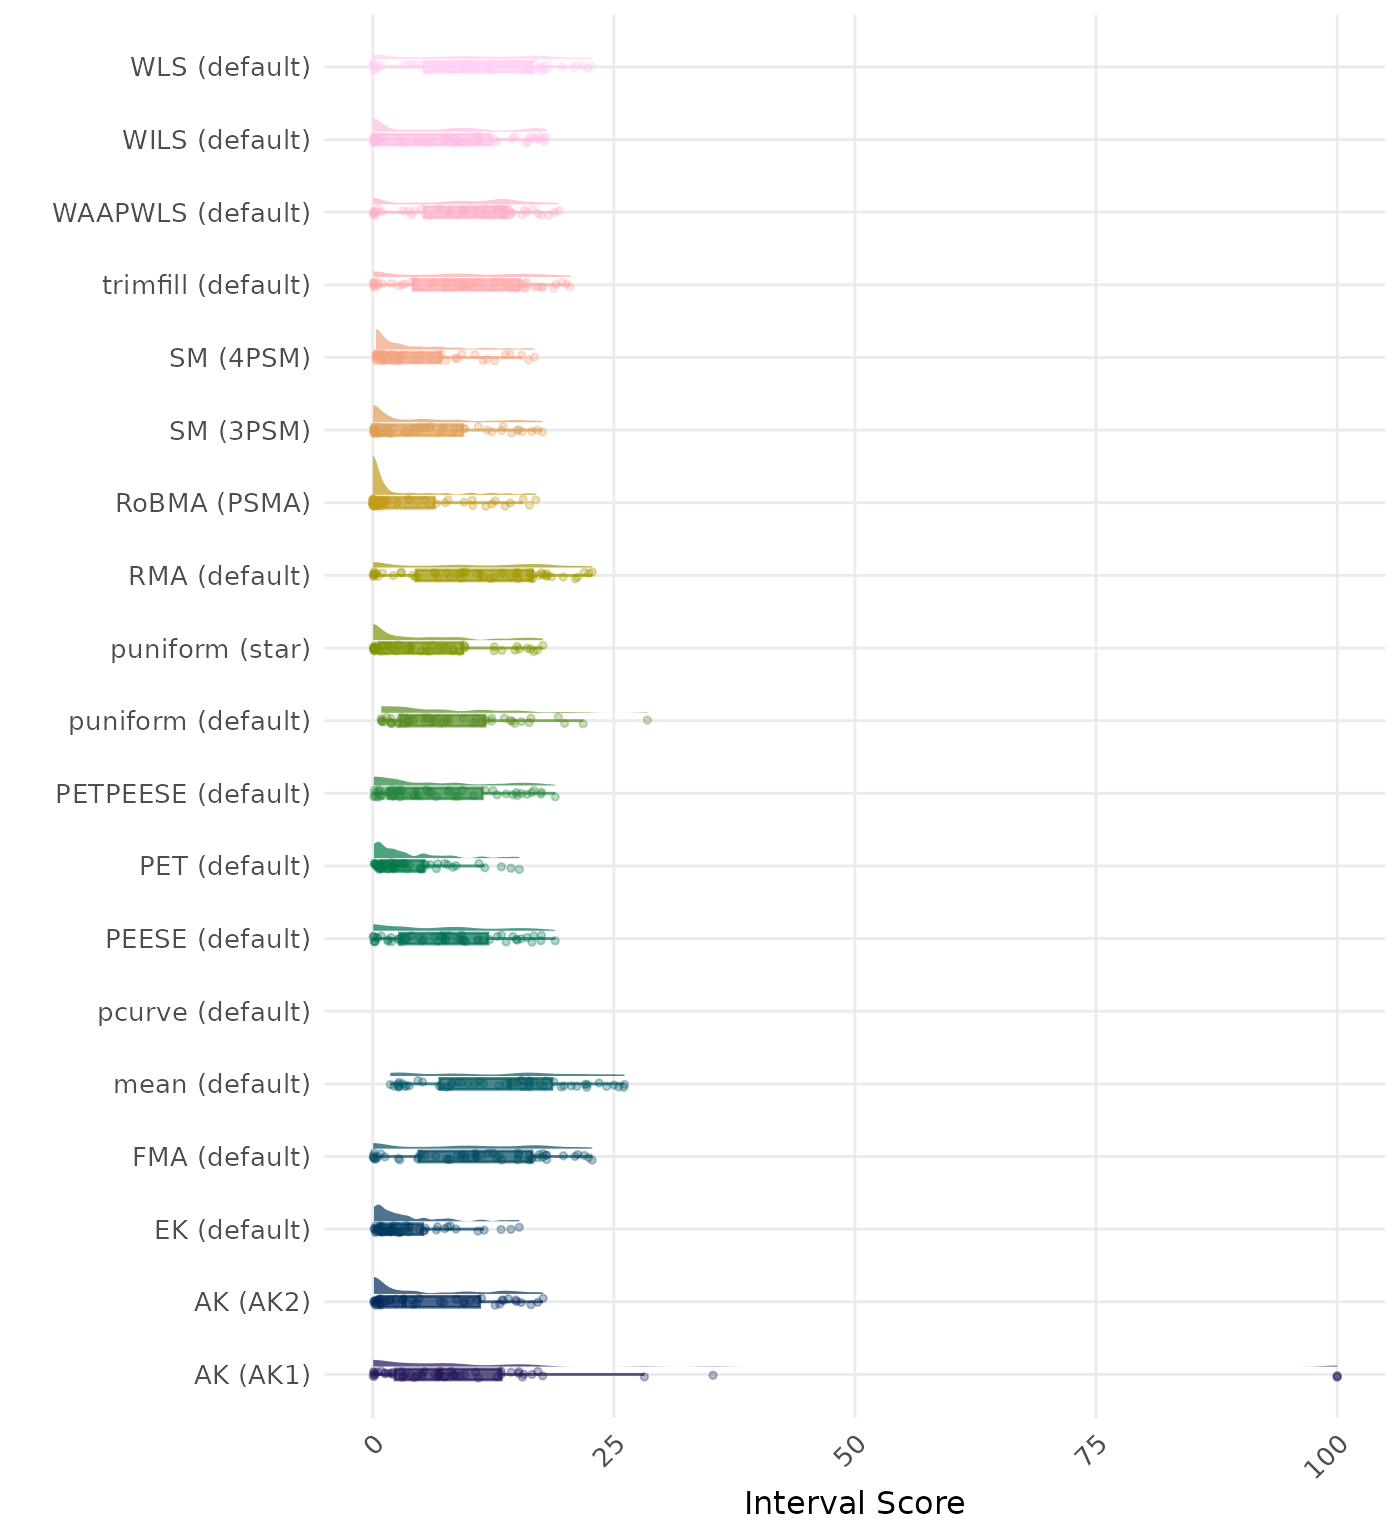 WLS (default)
WILS (default)
WAAPWLS (default)
trimfill (default)
SM (4PSM)
SM (3PSM)
RoBMA (PSMA)
RMA (default)
puniform (star)
puniform (default)
PETPEESE (default)
PET (default)
PEESE (default)
pcurve (default)
mean (default)
FMA (default)
EK (default)
AK (AK2)
AK (AK1)
0
25
50
75
100
Interval Score